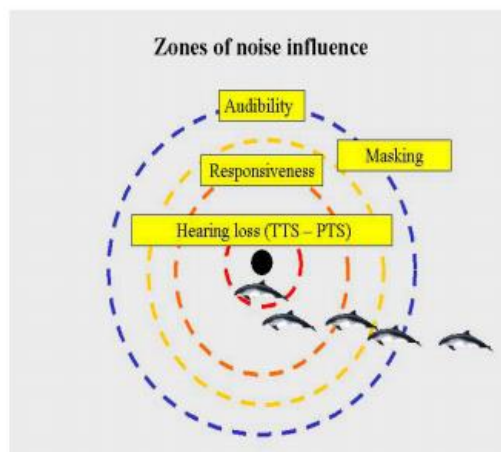 Zones of noise influence
Audibility
Masking
Responsiveness
Hearing loss (TTS – PTS)